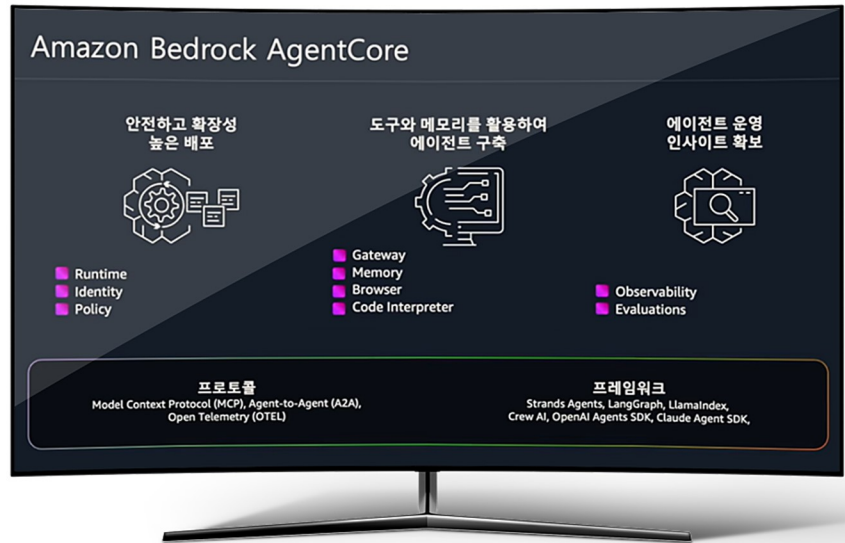 Amazon Bedrock AgentCore
안전하고 확장성
높은 배포
Runtime
Identity
Policy
도구와 메모리를 활용하여
에이전트 구축
Gateway
Memory
Browser
Code Interpreter
에이전트 운영
인사이트 확보
Observability
Evaluations
프로토콜
Model Context Protocol (MCP), Agent-to-Agent (A2A),
Open Telemetry (OTEL)
프레임워크
Strands Agents, LangGraph, LlamaIndex,
Crew AI, OpenAI Agents SDK, Claude Agent SDK,